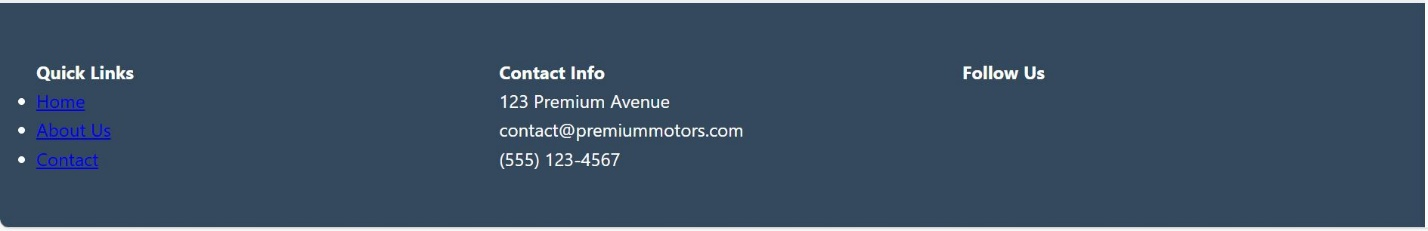 Quick Links
Home
About Us
Contact
Contact Info
123 Premium Avenue
contact@premiummotors.com
(555) 123-4567
Follow Us